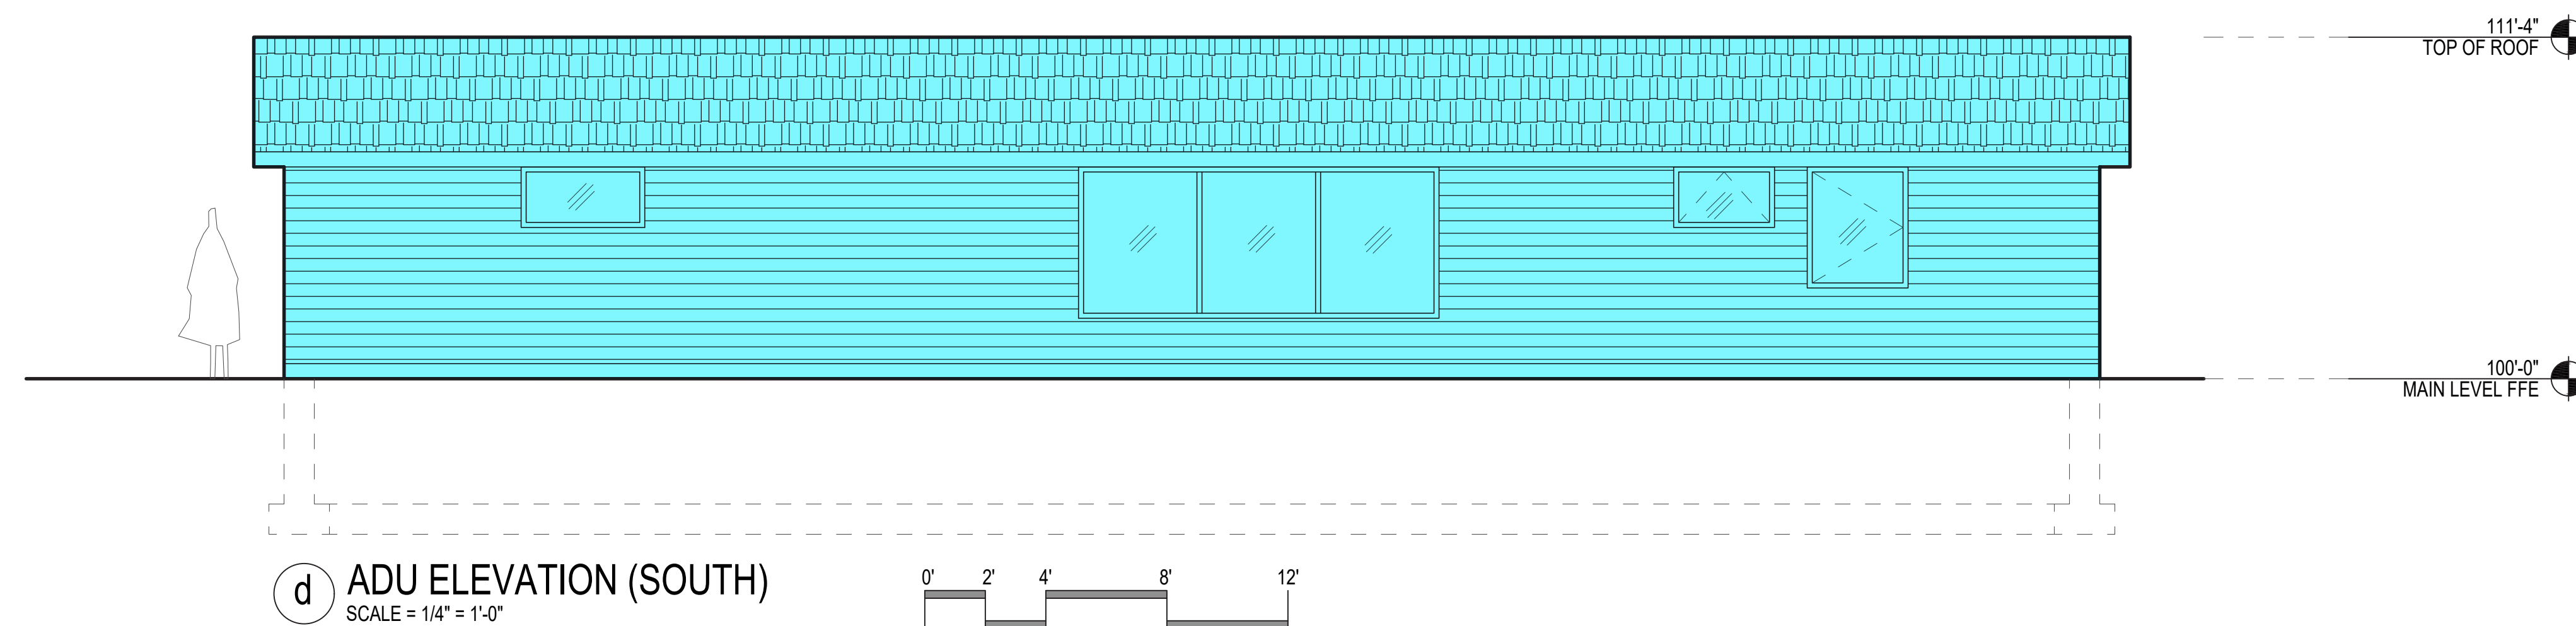 111'-4"
TOP OF ROOF
100'-0"
MAIN LEVEL FFE
d
ADU ELEVATION (SOUTH)
SCALE = 1/4" = 1'-0"
0' 2' 4' 8' 12'